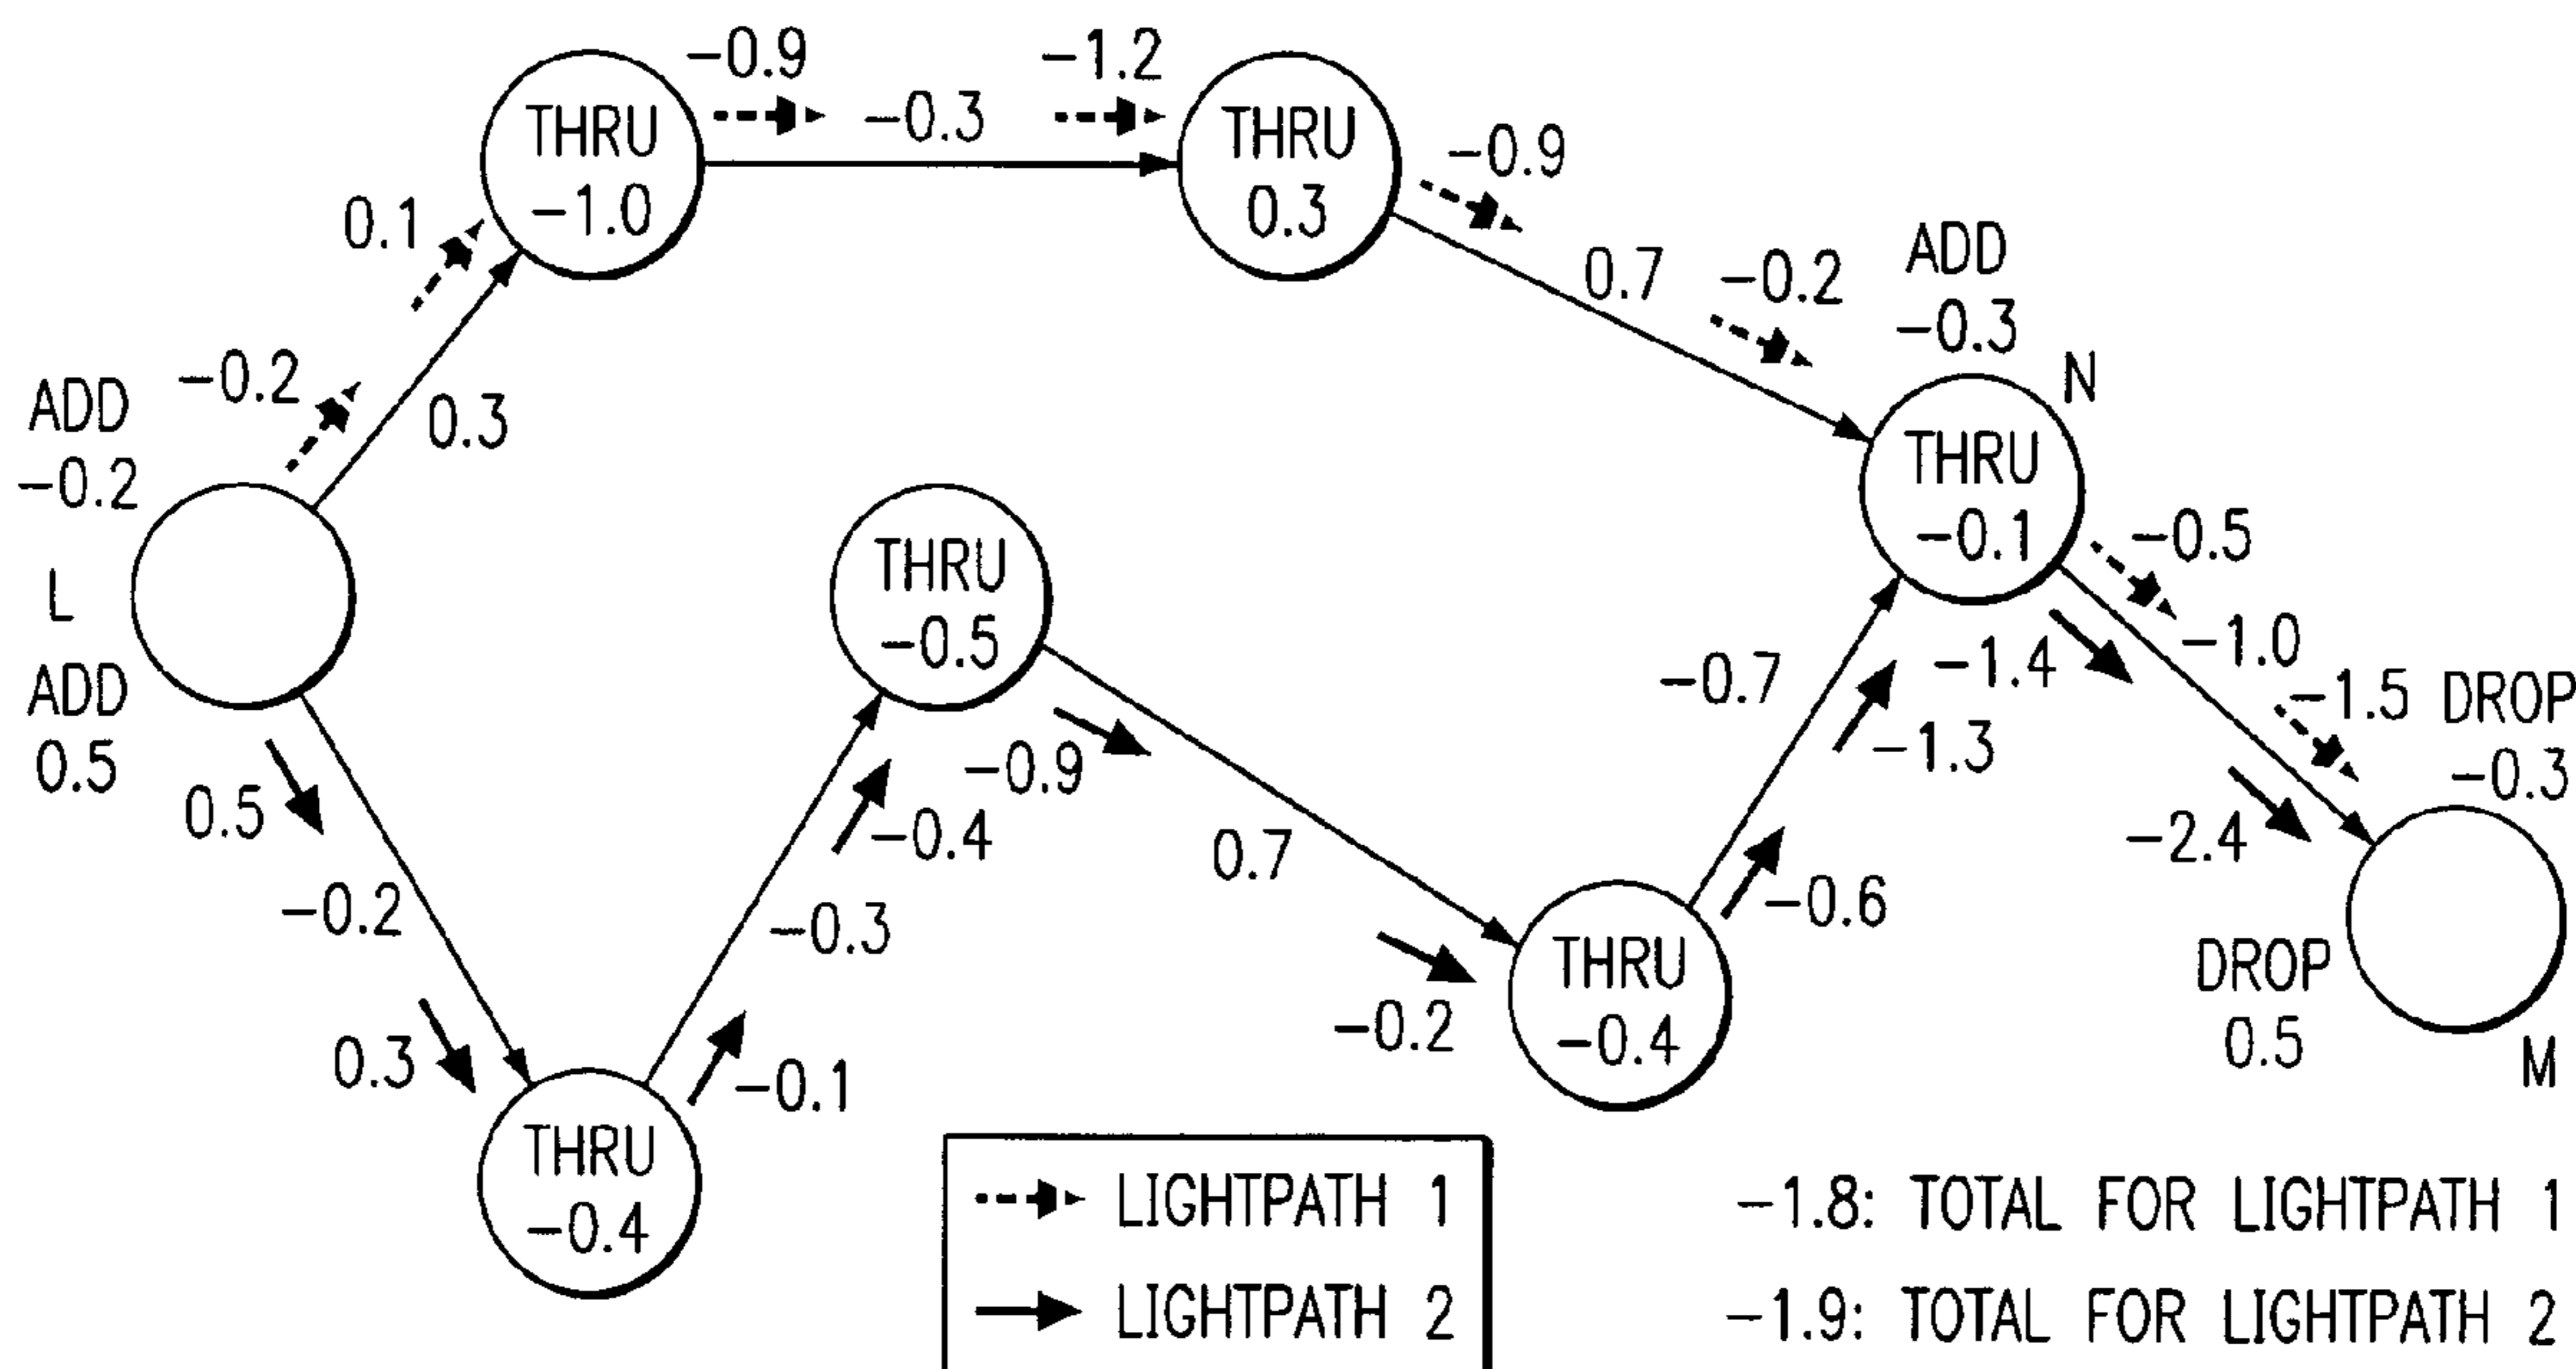 -0.9
-1.2
THRU
-1.0
-0.3
THRU
0.3
-0.9
0.1
ADD
-0.3
0.7
-0.2
N
ADD
-0.2
-0.2
0.3
THRU
-0.1
-0.5
L
THRU
-0.5
-0.7
-1.4
-1.0
ADD
0.5
-1.5
DROP
-0.3
0.5
-0.9
-1.3
-0.4
0.7
-2.4
-0.2
-0.3
-0.6
THRU
-0.4
DROP
0.5
-0.2
0.3
-0.1
M
THRU
-0.4
LIGHTPATH 1
LIGHTPATH 2
-1.8: TOTAL FOR LIGHTPATH 1
-1.9: TOTAL FOR LIGHTPATH 2